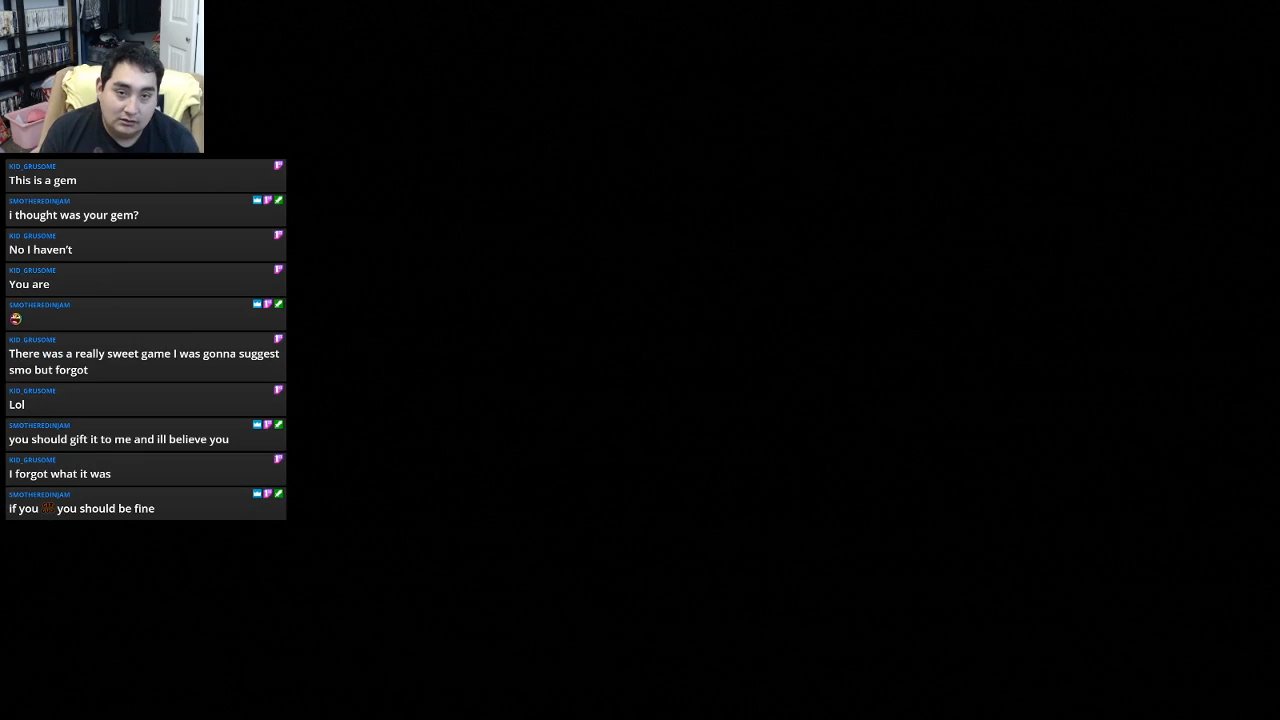 KID_GRUSOME
This is a gem
SMOTHEREDINJAM
i thought was your gem?
KID_GRUSOME
No I haven't
KID_GRUSOME
You are
SMOTHEREDINJAM
KID_GRUSOME
There was a really sweet game I was gonna suggest
smo but forgot
KID_GRUSOME
Lol
SMOTHEREDINJAM
you should gift it to me and ill believe you
KID_GRUSOME
I forgot what it was
SMOTHEREDINJAM
if you you should be fine